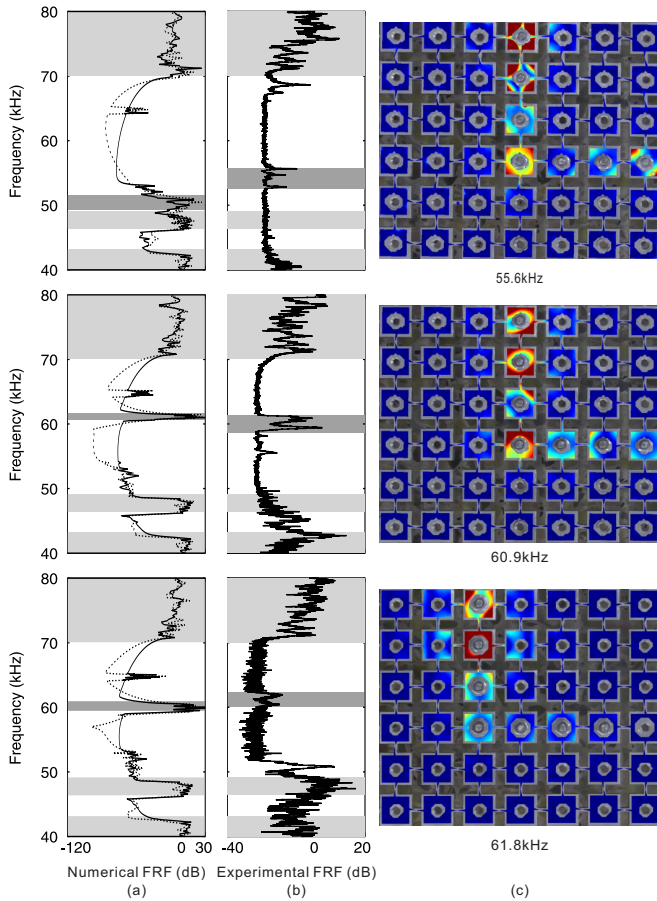 80
70
60
50
40
Frequency (kHz)
55.6kHz
80
70
60
50
40
Frequency (kHz)
60.9kHz
80
70
60
50
40
Frequency (kHz)
61.8kHz
-120 0 30 -40 0 20
Numerical FRF (dB) Experimental FRF (dB)
(a) (b) (c)